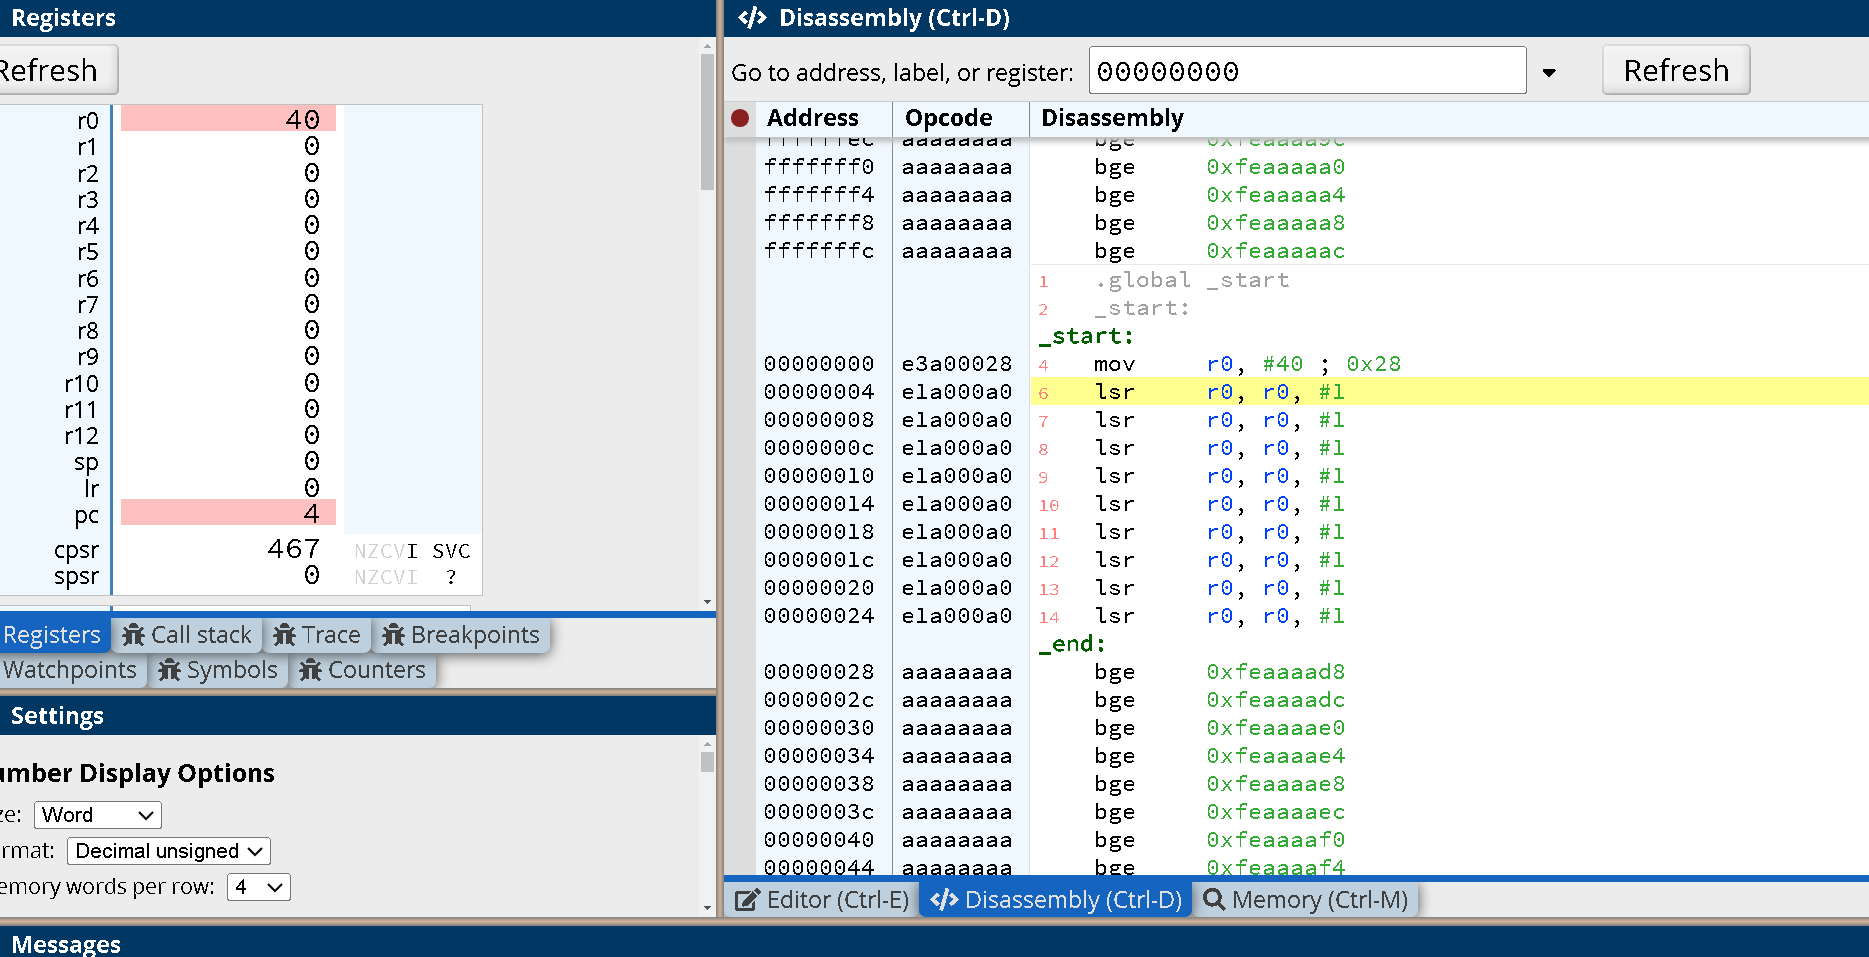 Registers
Refresh
r0 40
r1 0
r2 0
r3 0
r4 0
r5 0
r6 0
r7 0
r8 0
r9 0
r10 0
r11 0
r12 0
sp 0
lr 0
pc 4
cpsr 467 NZCVI SVC
spsr 0 NZCVI ?
Registers Call stack Trace Breakpoints
Watchpoints Symbols Counters
Settings
umber Display Options
ze: Word
rmat: Decimal unsigned
emory words per row: 4
Messages
</> Disassembly (Ctrl-D)
Go to address, label, or register: 00000000 Refresh
Address Opcode Disassembly
ffffffec aaaaaaaa bge 0xfeaaaa9c
fffffff0 aaaaaaaa bge 0xfeaaaaa0
fffffff4 aaaaaaaa bge 0xfeaaaaa4
fffffff8 aaaaaaaa bge 0xfeaaaaa8
fffffffc aaaaaaaa bge 0xfeaaaaac
1 .global _start
2 _start:
_start:
00000000 e3a00028 4 mov r0, #40 ; 0x28
00000004 e1a000a0 6 lsr r0, r0, #1
00000008 e1a000a0 7 lsr r0, r0, #1
0000000c e1a000a0 8 lsr r0, r0, #1
00000010 e1a000a0 9 lsr r0, r0, #1
00000014 e1a000a0 10 lsr r0, r0, #1
00000018 e1a000a0 11 lsr r0, r0, #1
0000001c e1a000a0 12 lsr r0, r0, #1
00000020 e1a000a0 13 lsr r0, r0, #1
00000024 e1a000a0 14 lsr r0, r0, #1
_end:
00000028 aaaaaaaa bge 0xfeaaaad8
0000002c aaaaaaaa bge 0xfeaaaadc
00000030 aaaaaaaa bge 0xfeaaaae0
00000034 aaaaaaaa bge 0xfeaaaae4
00000038 aaaaaaaa bge 0xfeaaaae8
0000003c aaaaaaaa bge 0xfeaaaaec
00000040 aaaaaaaa bge 0xfeaaaaf0
00000044 aaaaaaaa bge 0xfeaaaaf4
Editor (Ctrl-E) </> Disassembly (Ctrl-D) Memory (Ctrl-M)